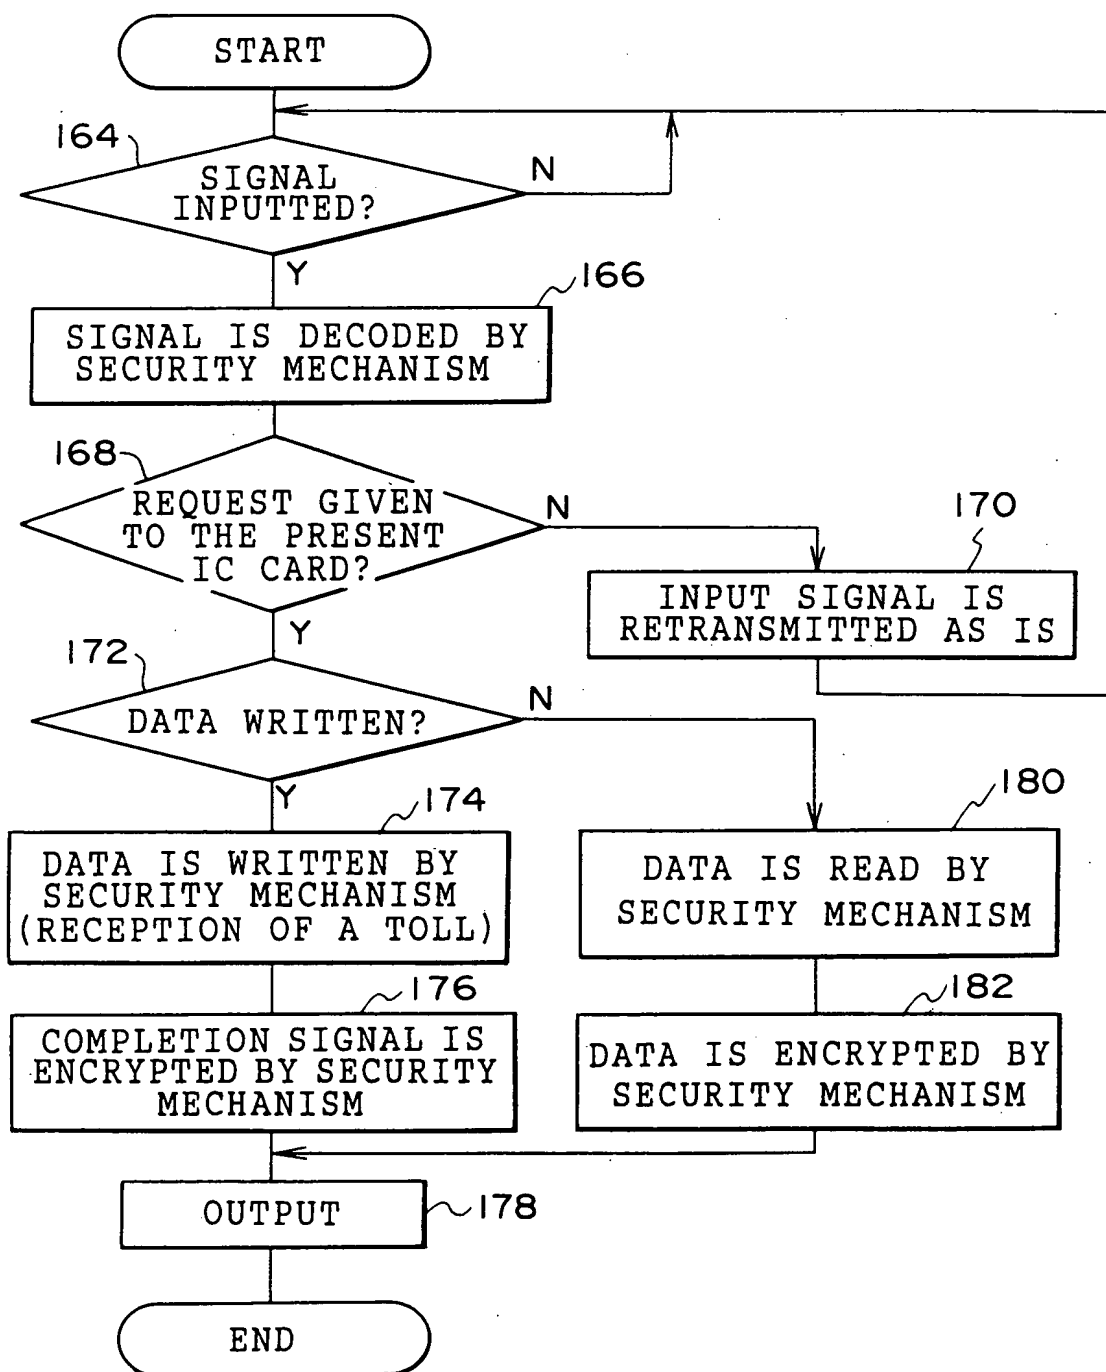 START
164
SIGNAL
INPUTTED?
N
Y
166
SIGNAL IS DECODED BY
SECURITY MECHANISM
168
REQUEST GIVEN
TO THE PRESENT
IC CARD?
N
Y
170
INPUT SIGNAL IS
RETRANSMITTED AS IS
172
DATA WRITTEN?
N
Y
174
DATA IS WRITTEN BY
SECURITY MECHANISM
(RECEPTION OF A TOLL)
180
DATA IS READ BY
SECURITY MECHANISM
176
COMPLETION SIGNAL IS
ENCRYPTED BY SECURITY
MECHANISM
182
DATA IS ENCRYPTED BY
SECURITY MECHANISM
OUTPUT
178
END